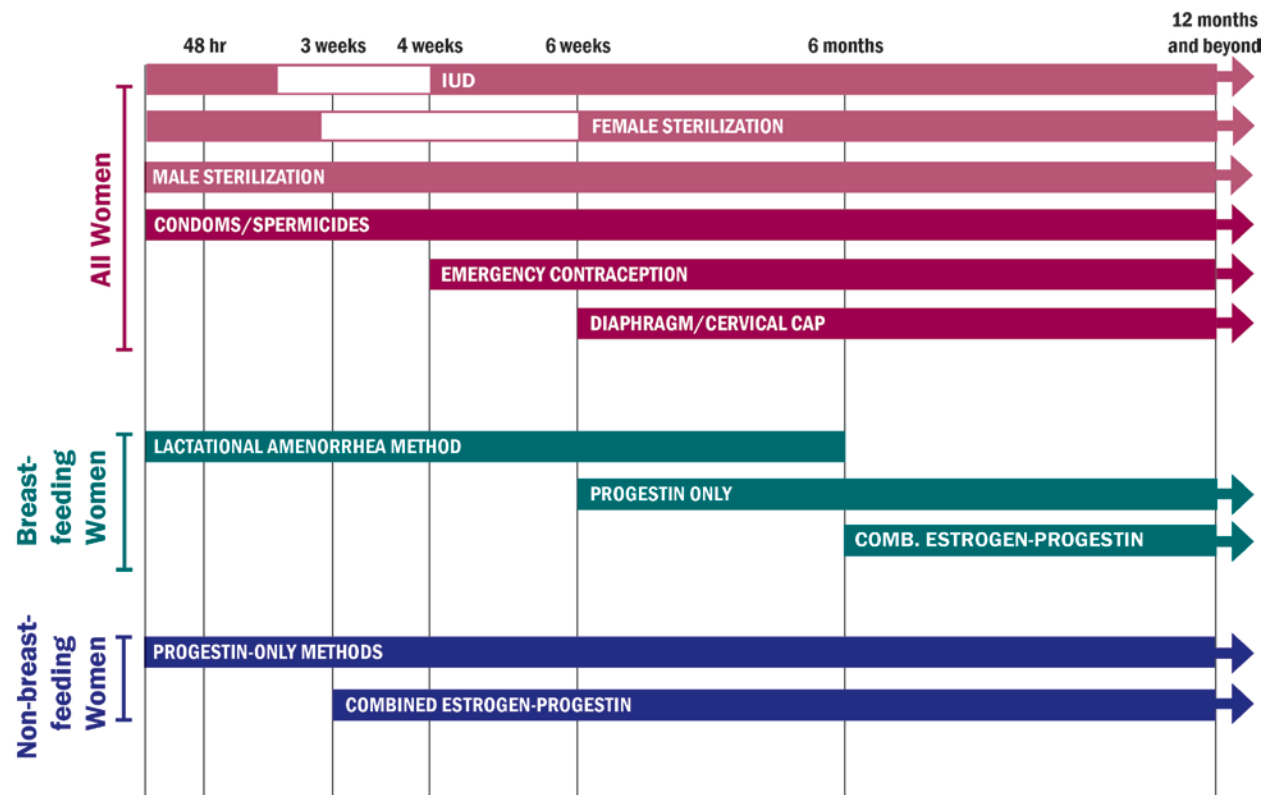 12 months
48 hr 3 weeks 4 weeks 6 weeks 6 months and beyond
IUD
FEMALE STERILIZATION
MALE STERILIZATION
CONDOMS/SPERMICIDES
EMERGENCY CONTRACEPTION
DIAPHRAGM/CERVICAL CAP
All Women
LACTATIONAL AMENORRHEA METHOD
PROGESTIN ONLY
COMB. ESTROGEN-PROGESTIN
Breast-
feeding
Women
PROGESTIN-ONLY METHODS
COMBINED ESTROGEN-PROGESTIN
Non-breast-
feeding
Women